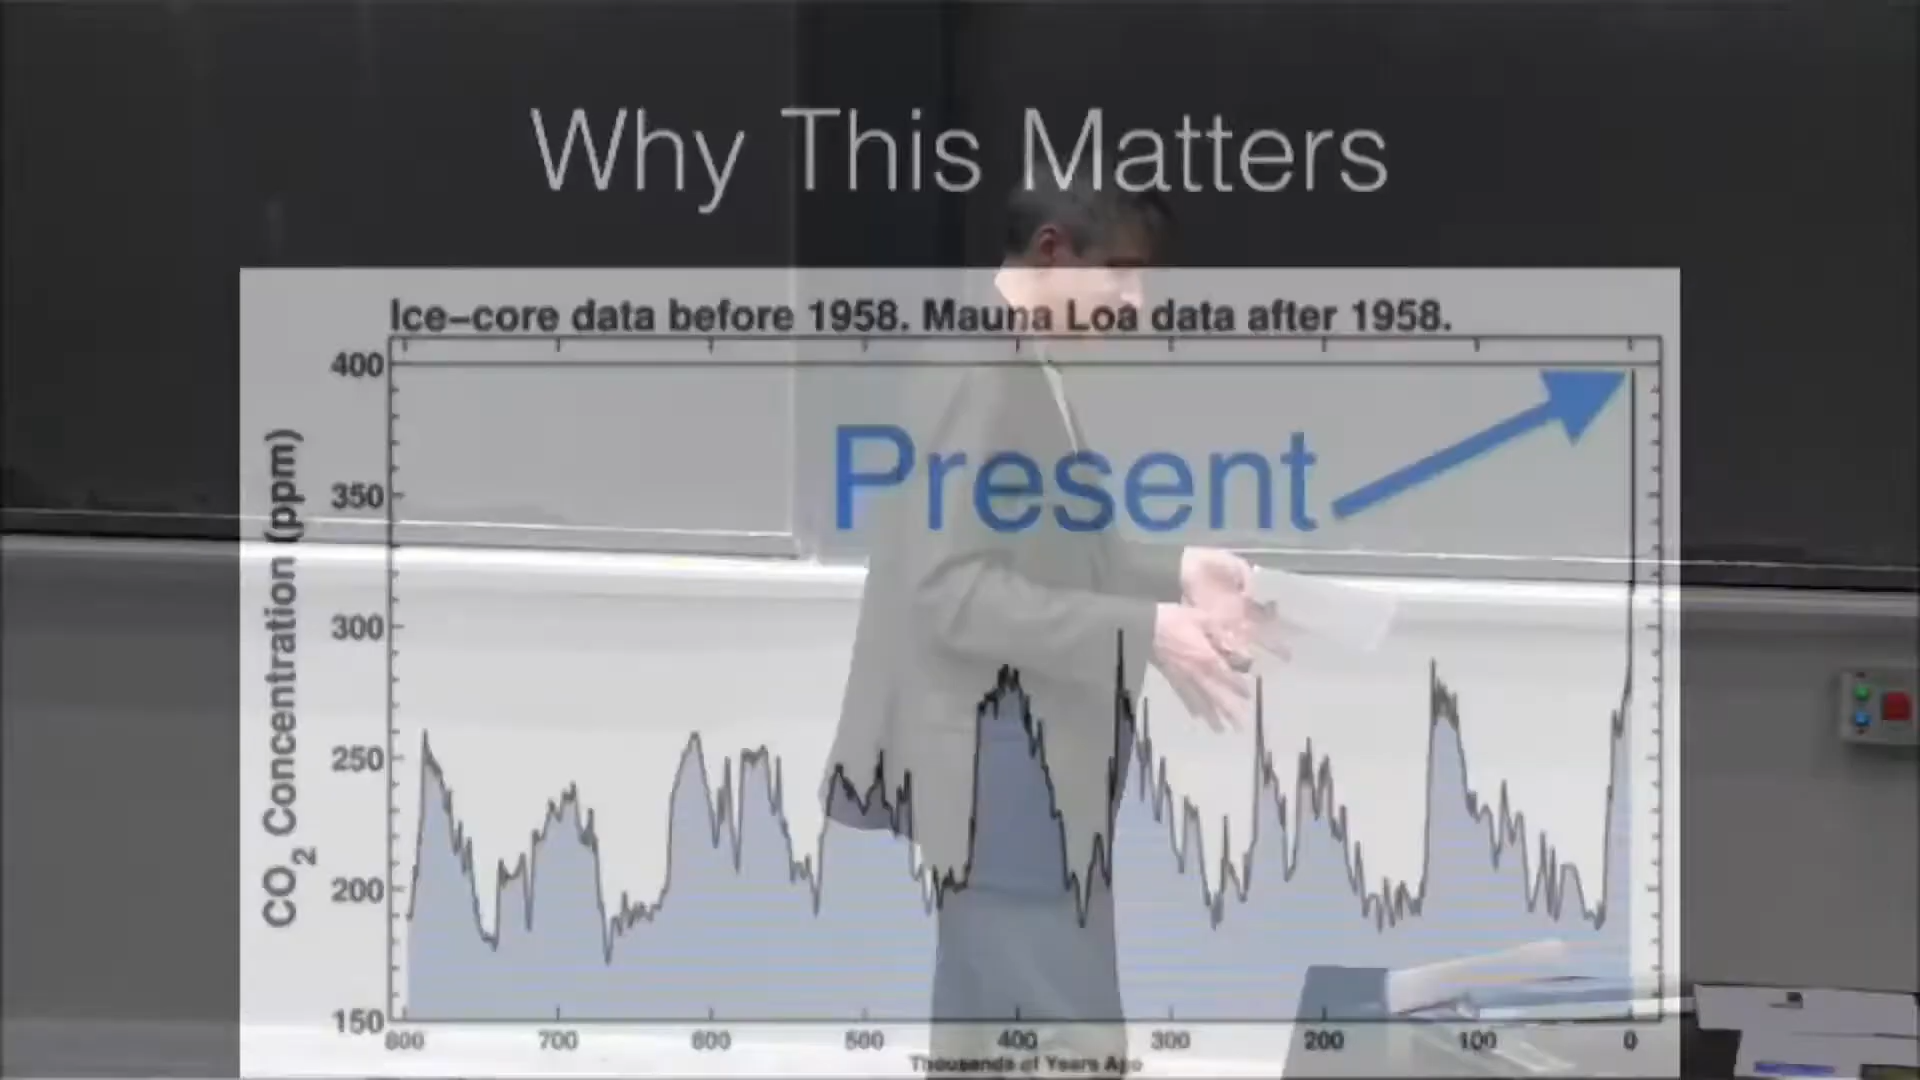 Why This Matters
Ice-core data before 1958. Mauna Loa data after 1958.
CO2 Concentration (ppm)
400
350
300
250
200
150
Present
800 700 600 500 400 300 200 100 0
Thousands of Years Ago